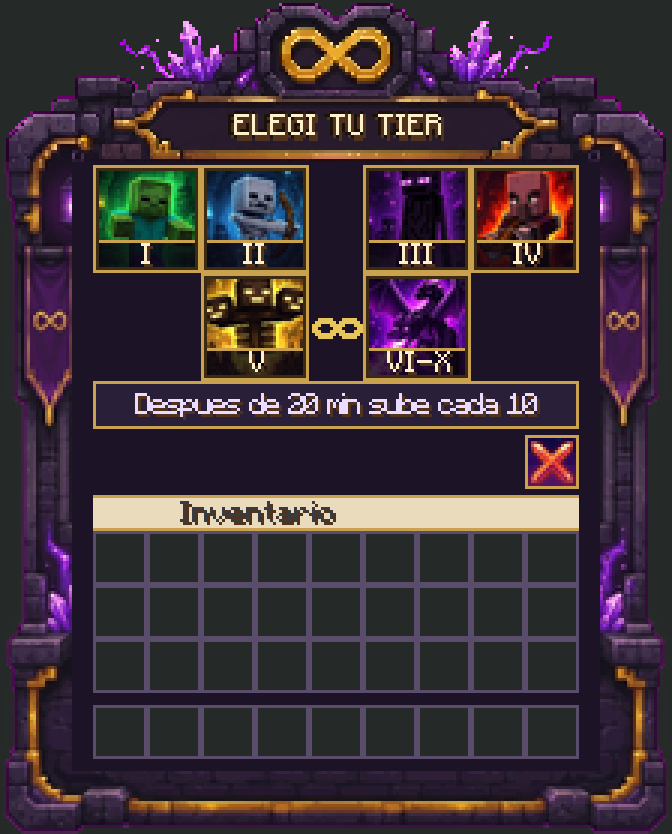 ELEGI TU TIER
I II III IV
V VI-X
Despues de 20 min sube cada 10
Inventario